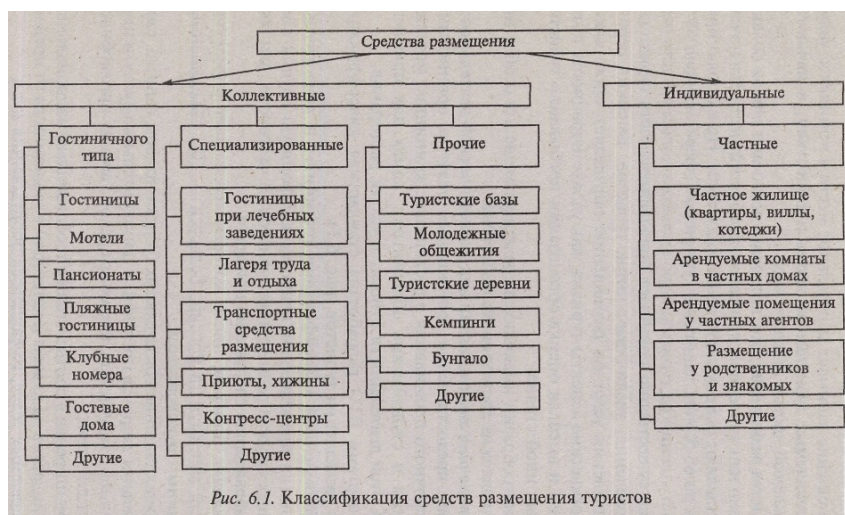 Средства размещения
Коллективные
Индивидуальные
Гостиничного
типа
Гостиницы
Мотели
Пансионаты
Пляжные
гостиницы
Клубные
номера
Гостевые
дома
Другие
Специализированные
Гостиницы
при лечебных
заведениях
Лагеря труда
и отдыха
Транспортные
средства
размещения
Приюты, хижины
Конгресс-центры
Другие
Прочие
Туристские базы
Молодежные
общежития
Туристские деревни
Кемпинги
Бунгало
Другие
Частные
Частное жилище
(квартиры, виллы,
котеджи)
Арендуемые комнаты
в частных домах
Арендуемые помещения
у частных агентов
Размещение
у родственников
и знакомых
Другие
Рис. 6.1. Классификация средств размещения туристов